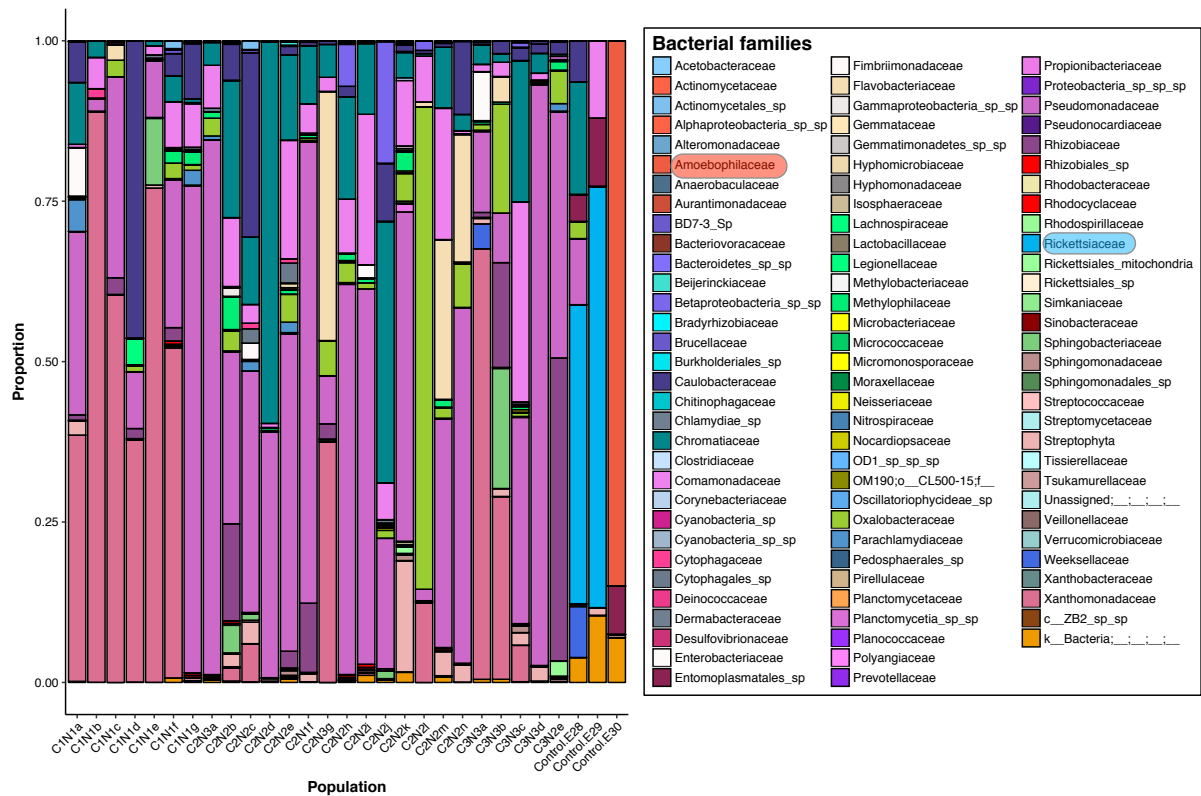 1.00
0.75
0.50
0.25
0.00
Proportion
C1N1a
C1N1b
C1N1c
C1N1d
C1N1e
C1N1f
C1N1g
C2N3a
C2N2b
C2N2c
C2N2d
C2N2e
C2N1f
C2N3g
C2N2h
C2N2i
C2N2j
C2N2k
C2N2l
C2N2m
C2N2n
C3N3a
C3N3b
C3N3c
C3N3d
C3N2e
Control.E28
Control.E29
Control.E30
Population
Bacterial families
Acetobacteraceae
Actinomycetaceae
Actinomycetales_sp
Alphaproteobacteria_sp_sp
Alteromonadaceae
Amoebophilaceae
Anaerobaculaceae
Aurantimonadaceae
BD7-3_Sp
Bacteriovoracaceae
Bacteroidetes_sp_sp
Beijerinckiaceae
Betaproteobacteria_sp_sp
Bradyrhizobiaceae
Brucellaceae
Burkholderiales_sp
Caulobacteraceae
Chitinophagaceae
Chlamydiae_sp
Chromatiaceae
Clostridiaceae
Comamonadaceae
Corynebacteriaceae
Cyanobacteria_sp
Cyanobacteria_sp_sp
Cytophagaceae
Cytophagales_sp
Deinococcaceae
Dermabacteraceae
Desulfovibrionaceae
Enterobacteriaceae
Entomoplasmatales_sp
Fimbriimonadaceae
Flavobacteriaceae
Gammaproteobacteria_sp_sp
Gemmataceae
Gemmatimonadetes_sp_sp
Hyphomicrobiaceae
Hyphomonadaceae
Isosphaeraceae
Lachnospiraceae
Lactobacillaceae
Legionellaceae
Methylobacteriaceae
Methylophilaceae
Microbacteriaceae
Micrococcaceae
Micromonosporaceae
Moraxellaceae
Neisseriaceae
Nitrospiraceae
Nocardiopsaceae
OD1_sp_sp_sp
OM190;o__CL500-15;f__
Oscillatoriophycideae_sp
Oxalobacteraceae
Parachlamydiaceae
Pedosphaerales_sp
Pirellulaceae
Planctomycetaceae
Planctomycetia_sp_sp
Planococcaceae
Polyangiaceae
Prevotellaceae
Propionibacteriaceae
Proteobacteria_sp_sp_sp
Pseudomonadaceae
Pseudonocardiaceae
Rhizobiaceae
Rhizobiales_sp
Rhodobacteraceae
Rhodocyclaceae
Rhodospirillaceae
Rickettsiaceae
Rickettsiales_mitochondria
Rickettsiales_sp
Simkaniaceae
Sinobacteraceae
Sphingobacteriaceae
Sphingomonadaceae
Sphingomonadales_sp
Streptococcaceae
Streptomycetaceae
Streptophyta
Tissierellaceae
Tsukamurellaceae
Unassigned;__;__;__;__
Veillonellaceae
Verrucomicrobiaceae
Weeksellaceae
Xanthobacteraceae
Xanthomonadaceae
c__ZB2_sp_sp
k__Bacteria;__;__;__;__